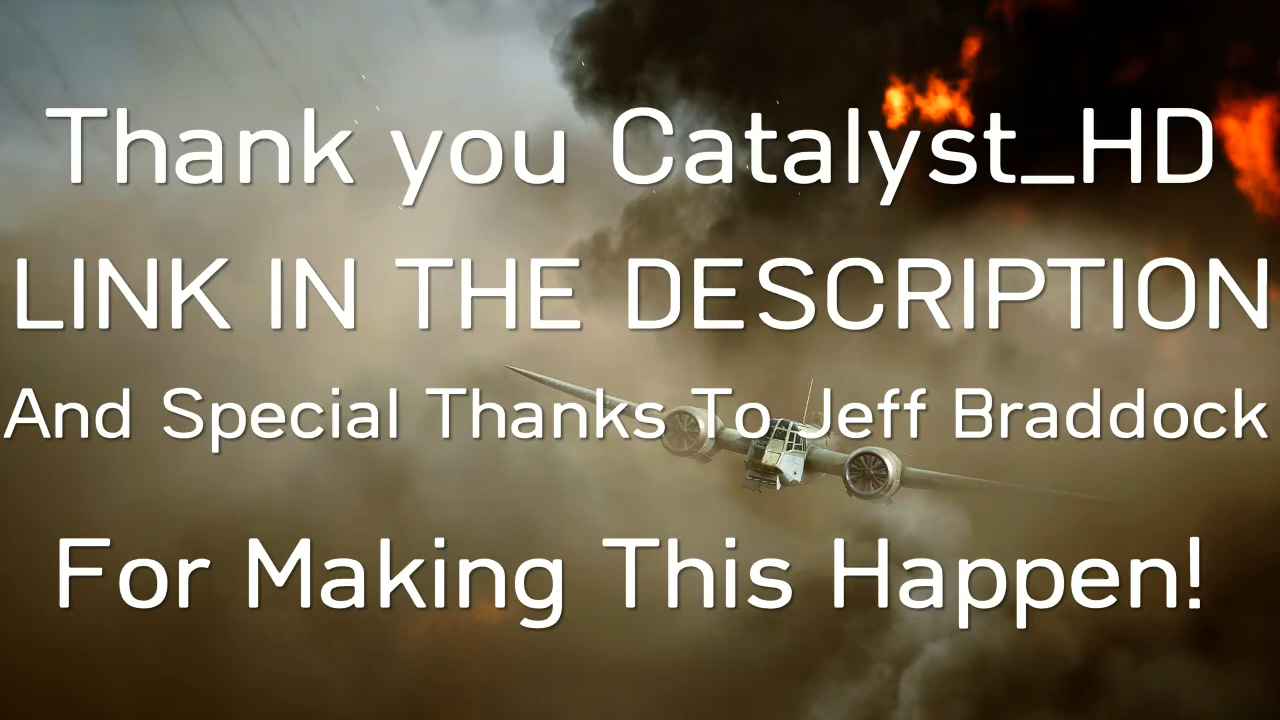 Thank you Catalyst_HD
LINK IN THE DESCRIPTION
And Special Thanks To Jeff Braddock
For Making This Happen!